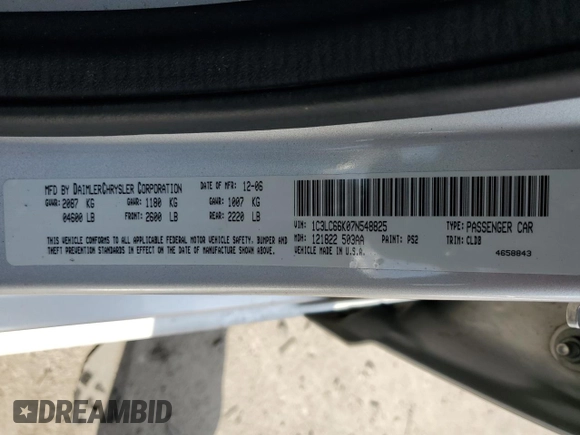 MFD BY DAIMLERCHRYSLER CORPORATION DATE OF MFR: 12-06
GVWR: 2087 KG GAWR: 1180 KG GAWR: 1007 KG
04600 LB FRONT: 2600 LB REAR: 2220 LB
THIS VEHICLE CONFORMS TO ALL APPLICABLE FEDERAL MOTOR VEHICLE SAFETY, BUMPER AND
THEFT PREVENTION STANDARDS IN EFFECT ON THE DATE OF MANUFACTURE SHOWN ABOVE.
VIN: 1C3LC66K07N548825 TYPE: PASSENGER CAR
MDH: 121822 503AA PAINT: PS2 TRIM: CLDB
VEHICLE MADE IN U.S.A. 4658843
DREAMBID